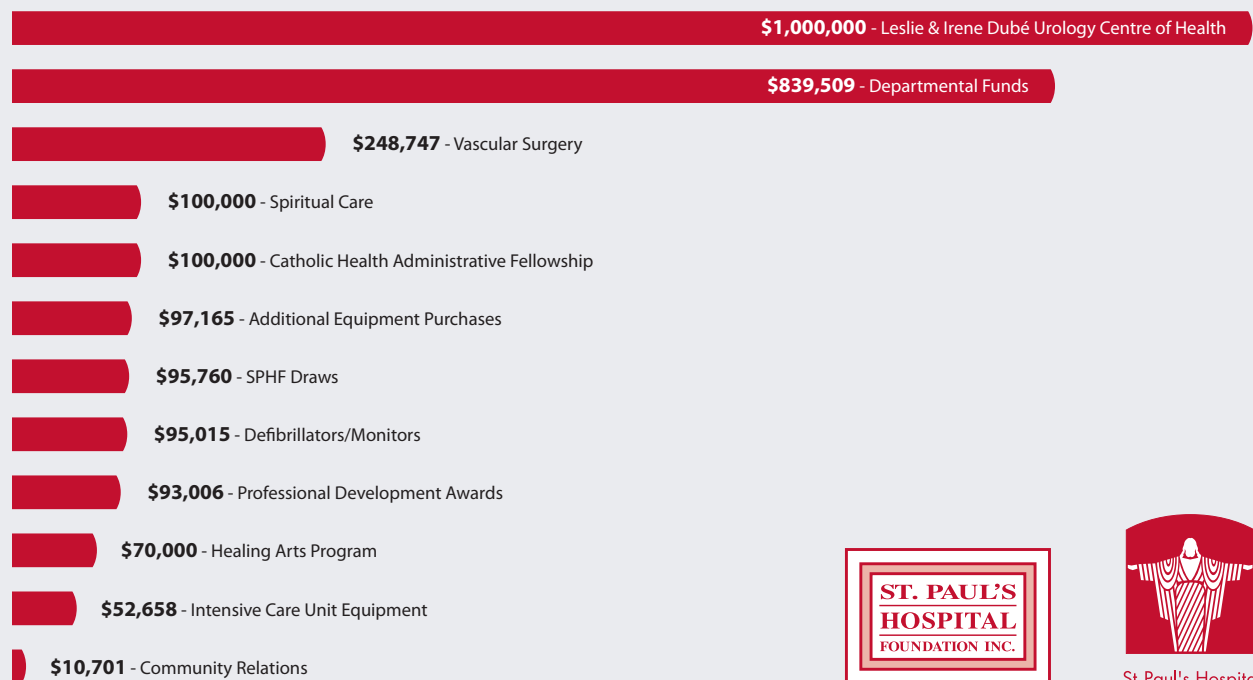 $1,000,000 - Leslie & Irene Dubé Urology Centre of Health
$839,509 - Departmental Funds
$248,747 - Vascular Surgery
$100,000 - Spiritual Care
$100,000 - Catholic Health Administrative Fellowship
$97,165 - Additional Equipment Purchases
$95,760 - SPHF Draws
$95,015 - Defibrillators/Monitors
$93,006 - Professional Development Awards
$70,000 - Healing Arts Program
$52,658 - Intensive Care Unit Equipment
$10,701 - Community Relations
ST. PAUL'S
HOSPITAL
FOUNDATION INC.
St. Paul's Hospital